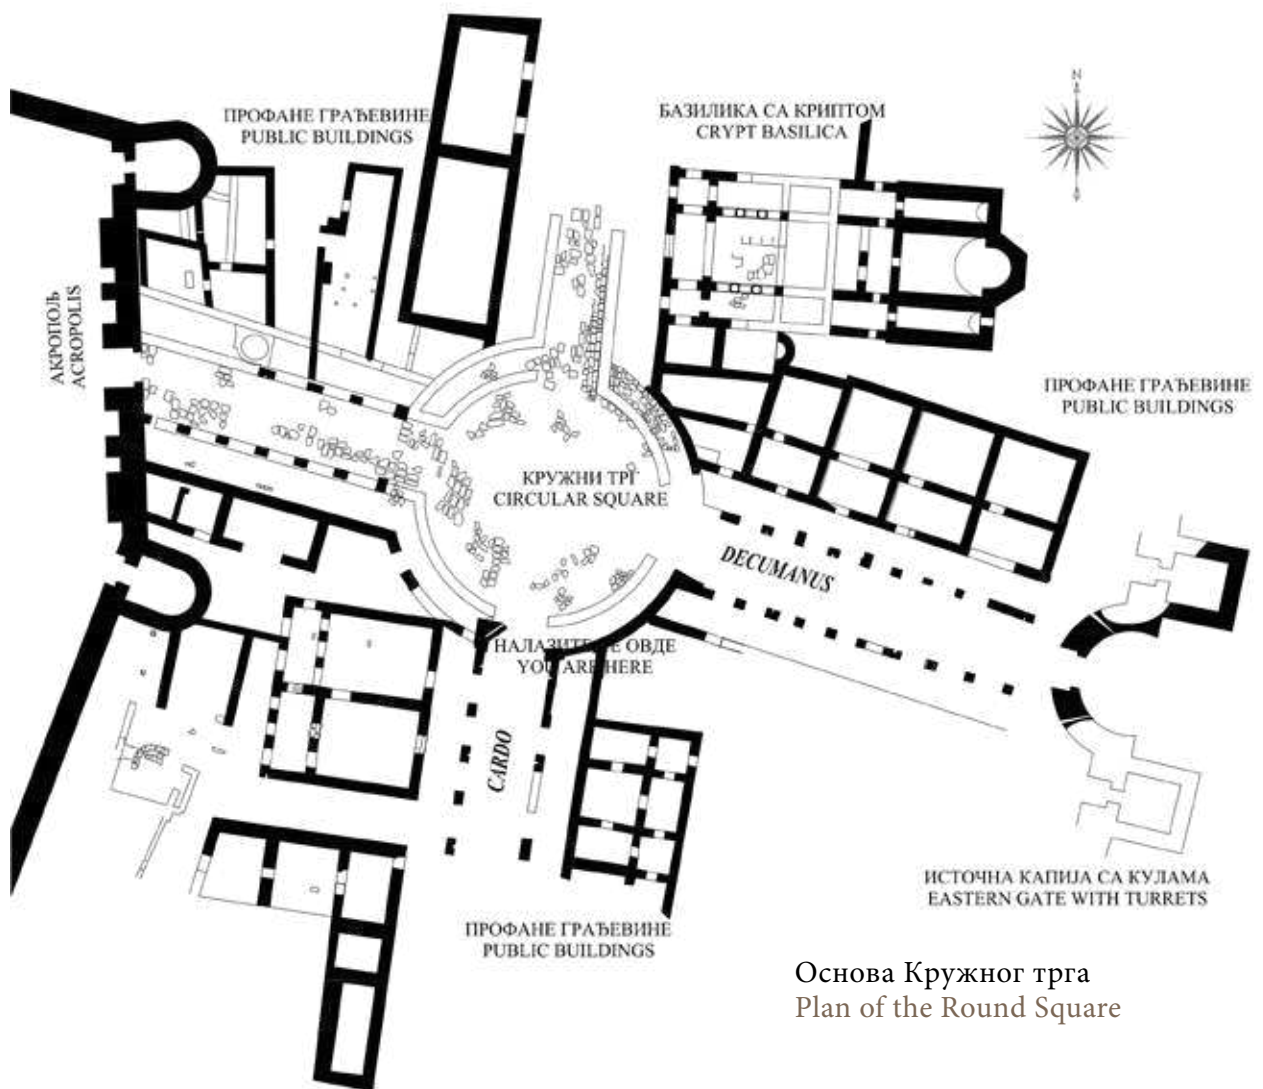 N
ПРОФАНЕ ГРАЂЕВИНЕ
PUBLIC BUILDINGS
БАЗИЛИКА СА КРИПТОМ
CRYPT BASILICA
АКРОПОЉ
ACROPOLIS
ПРОФАНЕ ГРАЂЕВИНЕ
PUBLIC BUILDINGS
КРУЖНИ ТРГ
CIRCULAR SQUARE
DECUMANUS
НАЛАЗИТЕ СЕ ОВДЕ
YOU ARE HERE
CARDO
ИСТОЧНА КАПИЈА СА КУЛАМА
EASTERN GATE WITH TURRETS
ПРОФАНЕ ГРАЂЕВИНЕ
PUBLIC BUILDINGS
Основа Кружног трга
Plan of the Round Square